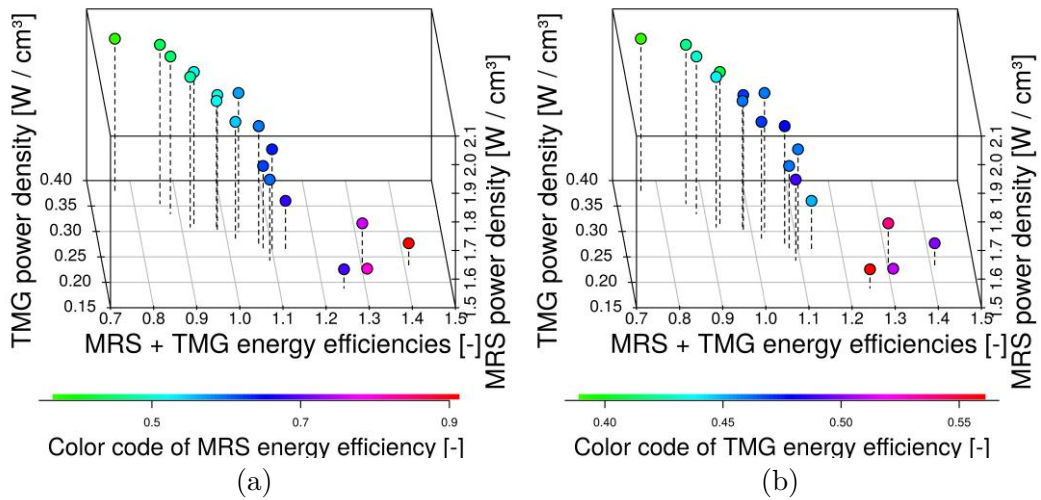 TMG power density [W / cm³]
0.40
0.35
0.30
0.25
0.20
0.15
0.7 0.8 0.9 1.0 1.1 1.2 1.3 1.4 1.5
MRS + TMG energy efficiencies [-]
2.1
2.0
1.9
1.8
1.7
1.6
1.5
MRS power density [W / cm³]
0.5 0.7 0.9
Color code of MRS energy efficiency [-]
(a)
TMG power density [W / cm³]
0.40
0.35
0.30
0.25
0.20
0.15
0.7 0.8 0.9 1.0 1.1 1.2 1.3 1.4 1.5
MRS + TMG energy efficiencies [-]
2.1
2.0
1.9
1.8
1.7
1.6
1.5
MRS power density [W / cm³]
0.40 0.45 0.50 0.55
Color code of TMG energy efficiency [-]
(b)